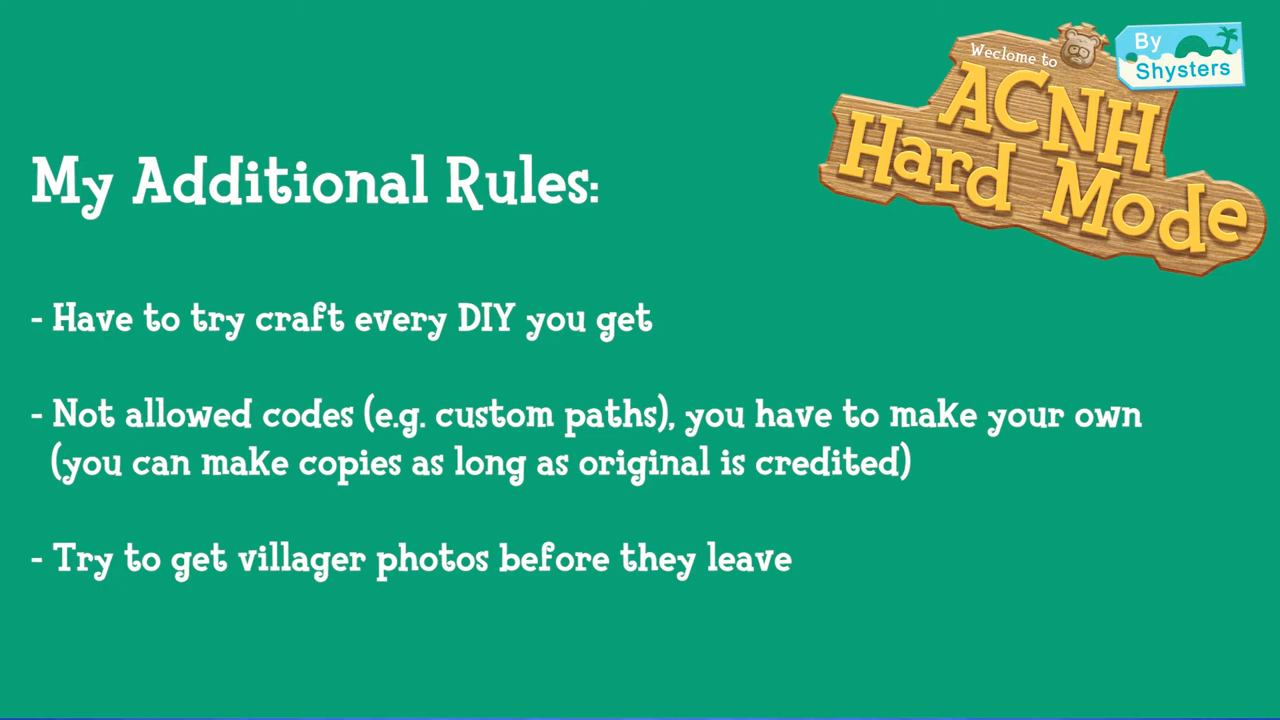 Weclome to
ACNH
Hard Mode
By
Shysters
My Additional Rules:
- Have to try craft every DIY you get
- Not allowed codes (e.g. custom paths), you have to make your own
(you can make copies as long as original is credited)
- Try to get villager photos before they leave